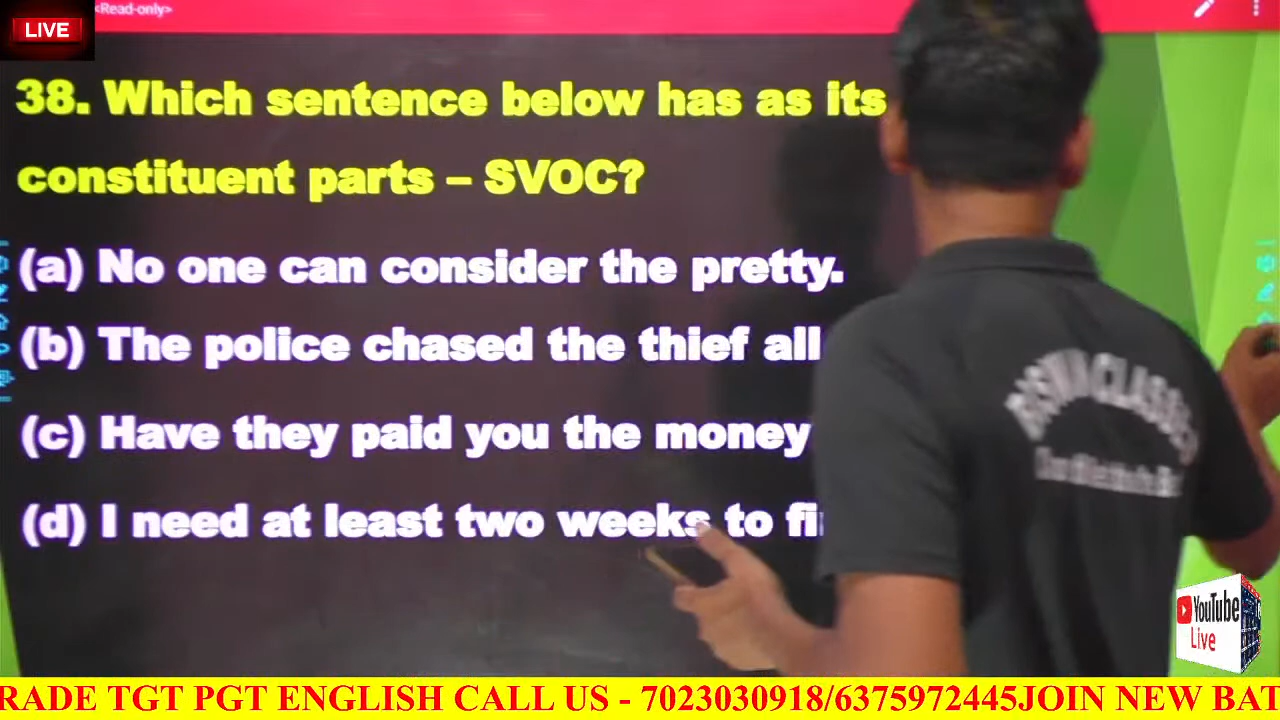 <Read-only>
LIVE
38. Which sentence below has as its
constituent parts – SVOC?
(a) No one can consider the pretty.
(b) The police chased the thief all
(c) Have they paid you the money
(d) I need at least two weeks to
CLASSES
YouTube
Live
RADE TGT PGT ENGLISH CALL US - 7023030918/6375972445JOIN NEW BAT